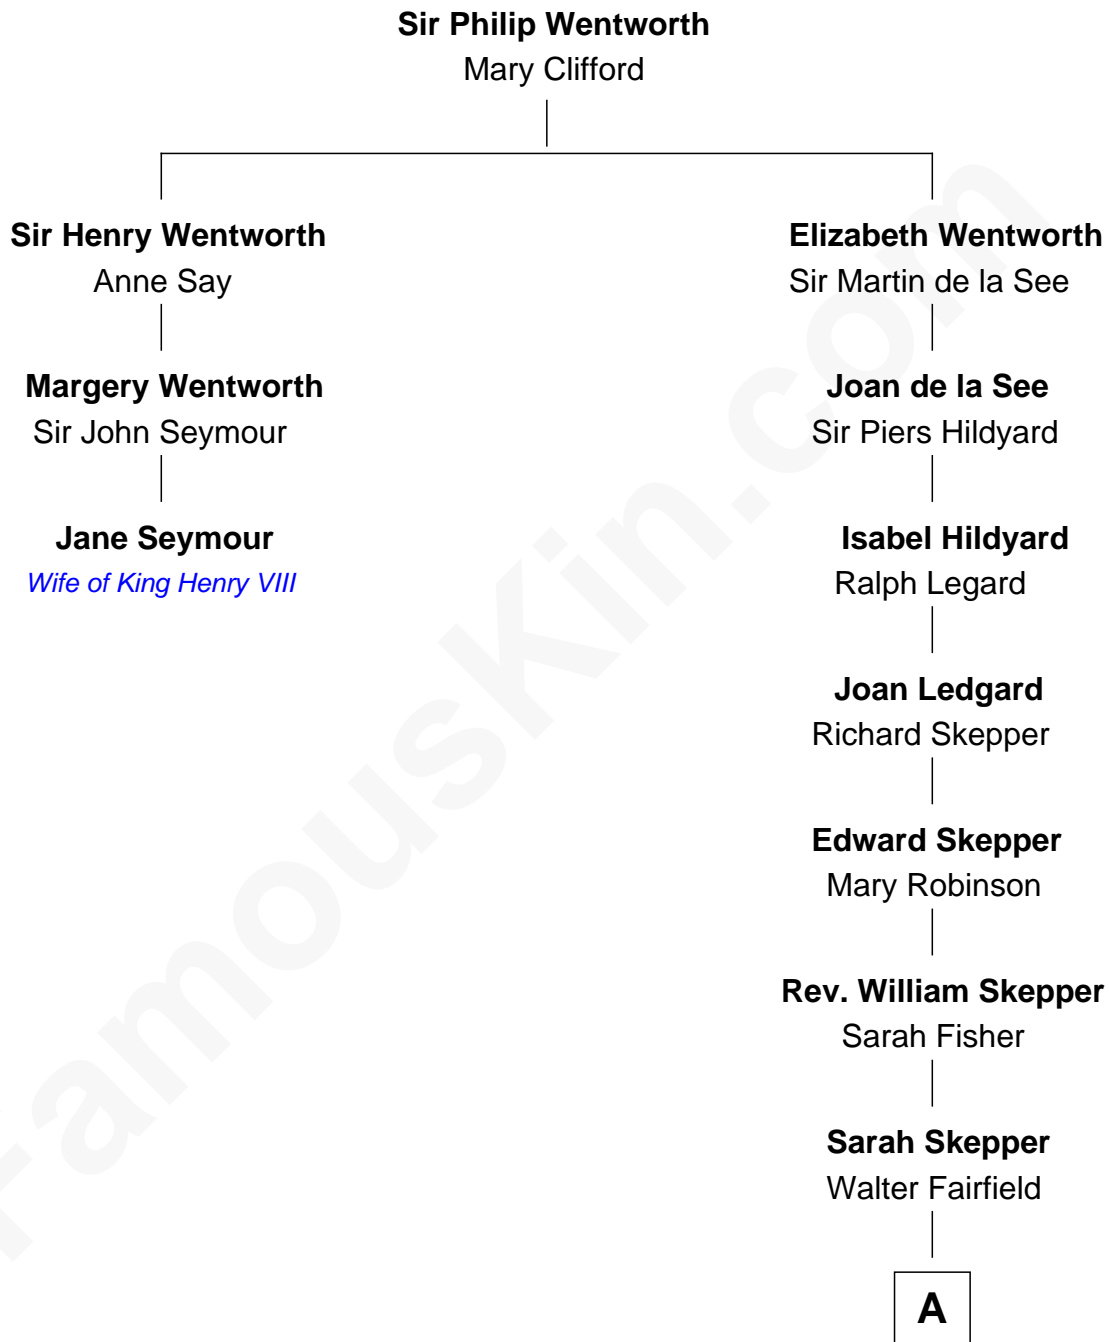 Sir Philip Wentworth
Mary Clifford
Sir Henry Wentworth
Anne Say
Margery Wentworth
Sir John Seymour
Jane Seymour
Wife of King Henry VIII
Elizabeth Wentworth
Sir Martin de la See
Joan de la See
Sir Piers Hildyard
Isabel Hildyard
Ralph Legard
Joan Ledgard
Richard Skepper
Edward Skepper
Mary Robinson
Rev. William Skepper
Sarah Fisher
Sarah Skepper
Walter Fairfield
A
FamousKin.com